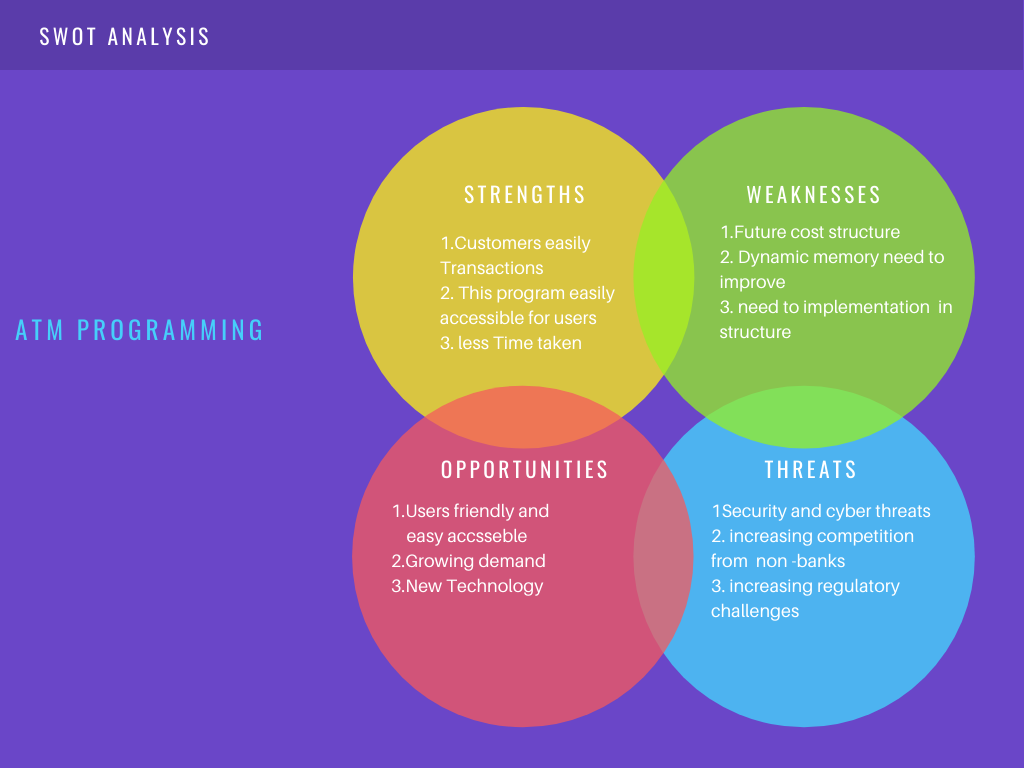 SWOT ANALYSIS
ATM PROGRAMMING
STRENGTHS
1.Customers easily
Transactions
2. This program easily
accessible for users
3. less Time taken
WEAKNESSES
1.Future cost structure
2. Dynamic memory need to
improve
3. need to implementation in
structure
OPPORTUNITIES
1.Users friendly and
easy accsseble
2.Growing demand
3.New Technology
THREATS
1Security and cyber threats
2. increasing competition
from non -banks
3. increasing regulatory
challenges